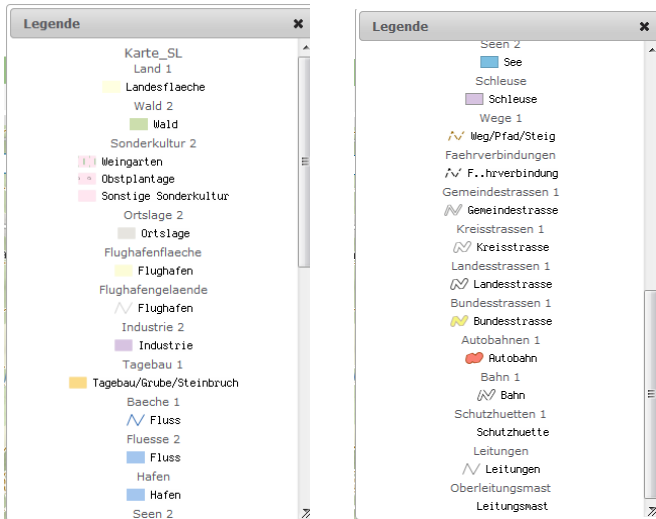 Legende
Karte_SL
Land 1
Landesflaeche
Wald 2
Wald
Sonderkultur 2
Weingarten
Obstplantage
Sonstige Sonderkultur
Ortslage 2
Ortslage
Flughafenflaeche
Flughafen
Flughafengelaende
Flughafen
Industrie 2
Industrie
Tagebau 1
Tagebau/Grube/Steinbruch
Baeche 1
Fluss
Fluesse 2
Fluss
Hafen
Hafen
Seen 2
Legende
Seen 2
See
Schleuse
Schleuse
Wege 1
Weg/Pfad/Steig
Faehrverbindungen
F..hrverbindung
Gemeindestrassen 1
Gemeindestrasse
Kreisstrassen 1
Kreisstrasse
Landesstrassen 1
Landesstrasse
Bundesstrassen 1
Bundesstrasse
Autobahnen 1
Autobahn
Bahn 1
Bahn
Schutzhuetten 1
Schutzhuette
Leitungen
Leitungen
Oberleitungsmast
Leitungsmast